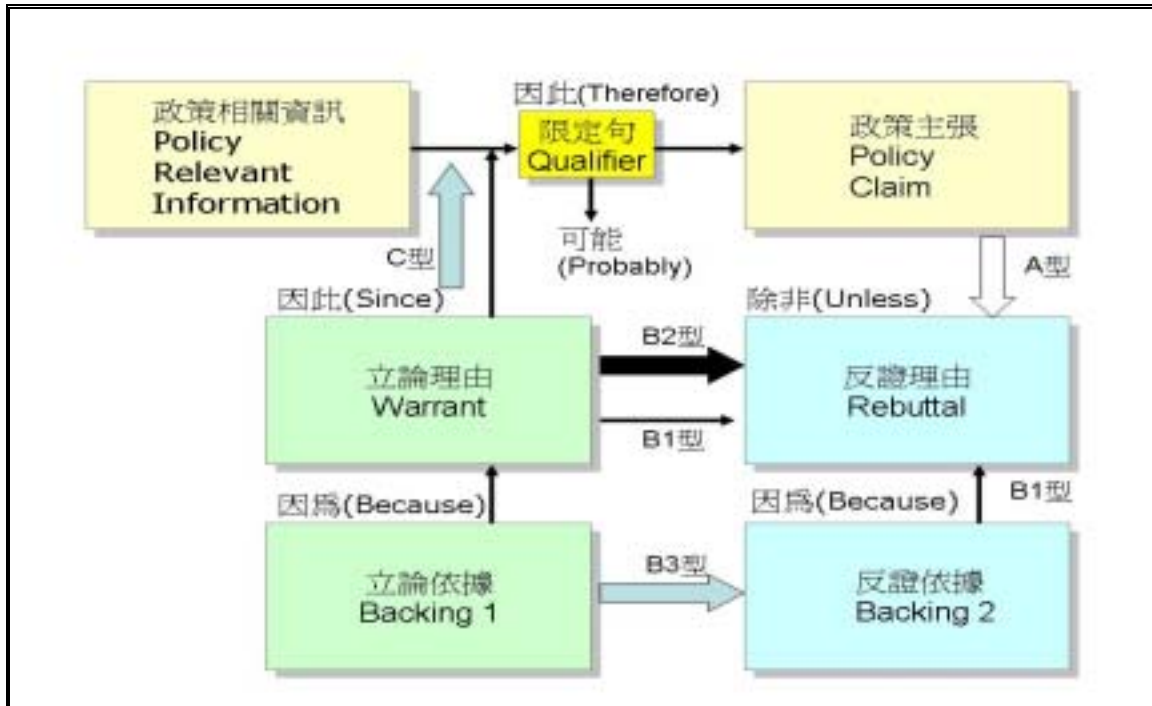 政策相關資訊
Policy
Relevant
Information
因此(Therefore)
限定句
Qualifier
可能
(Probably)
政策主張
Policy
Claim
C型
A型
因此(Since)
除非(Unless)
立論理由
Warrant
B2型
B1型
反證理由
Rebuttal
因爲(Because)
因爲(Because)
B1型
立論依據
Backing 1
B3型
反證依據
Backing 2